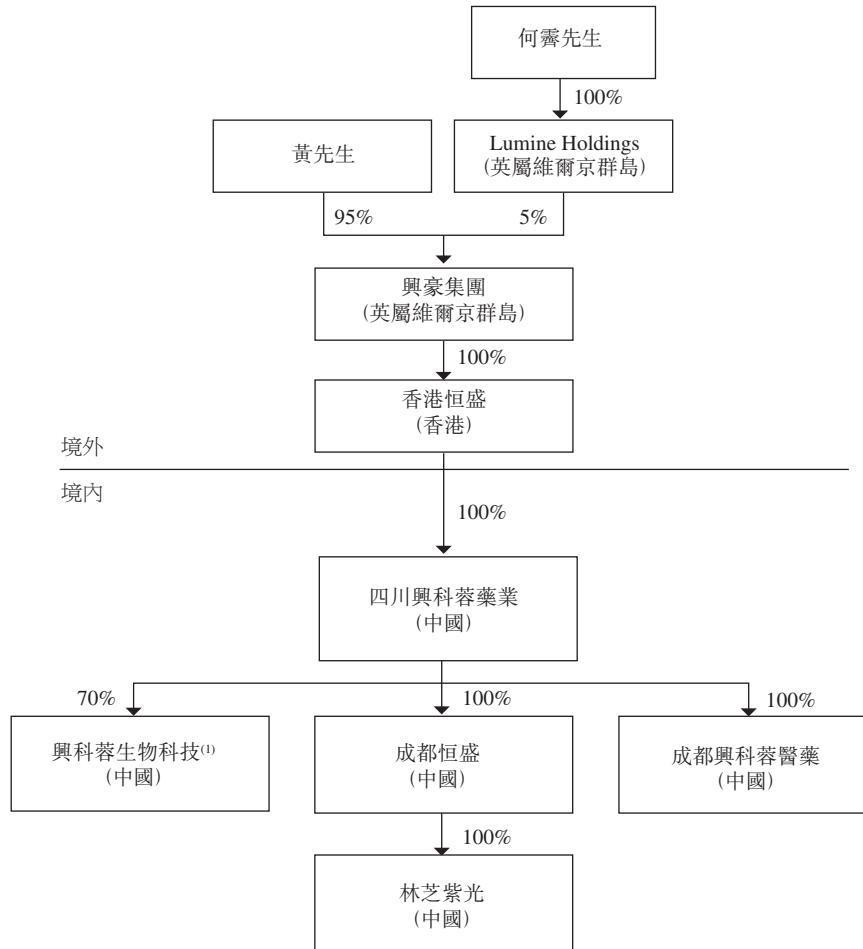 何霽先生
100%
黃先生
Lumine Holdings
(英屬維爾京群島)
95%
5%
興豪集團
(英屬維爾京群島)
100%
香港恒盛
(香港)
境外
境內
100%
四川興科蓉藥業
(中國)
70%
100%
100%
興科蓉生物科技(1)
(中國)
成都恒盛
(中國)
成都興科蓉醫藥
(中國)
100%
林芝紫光
(中國)